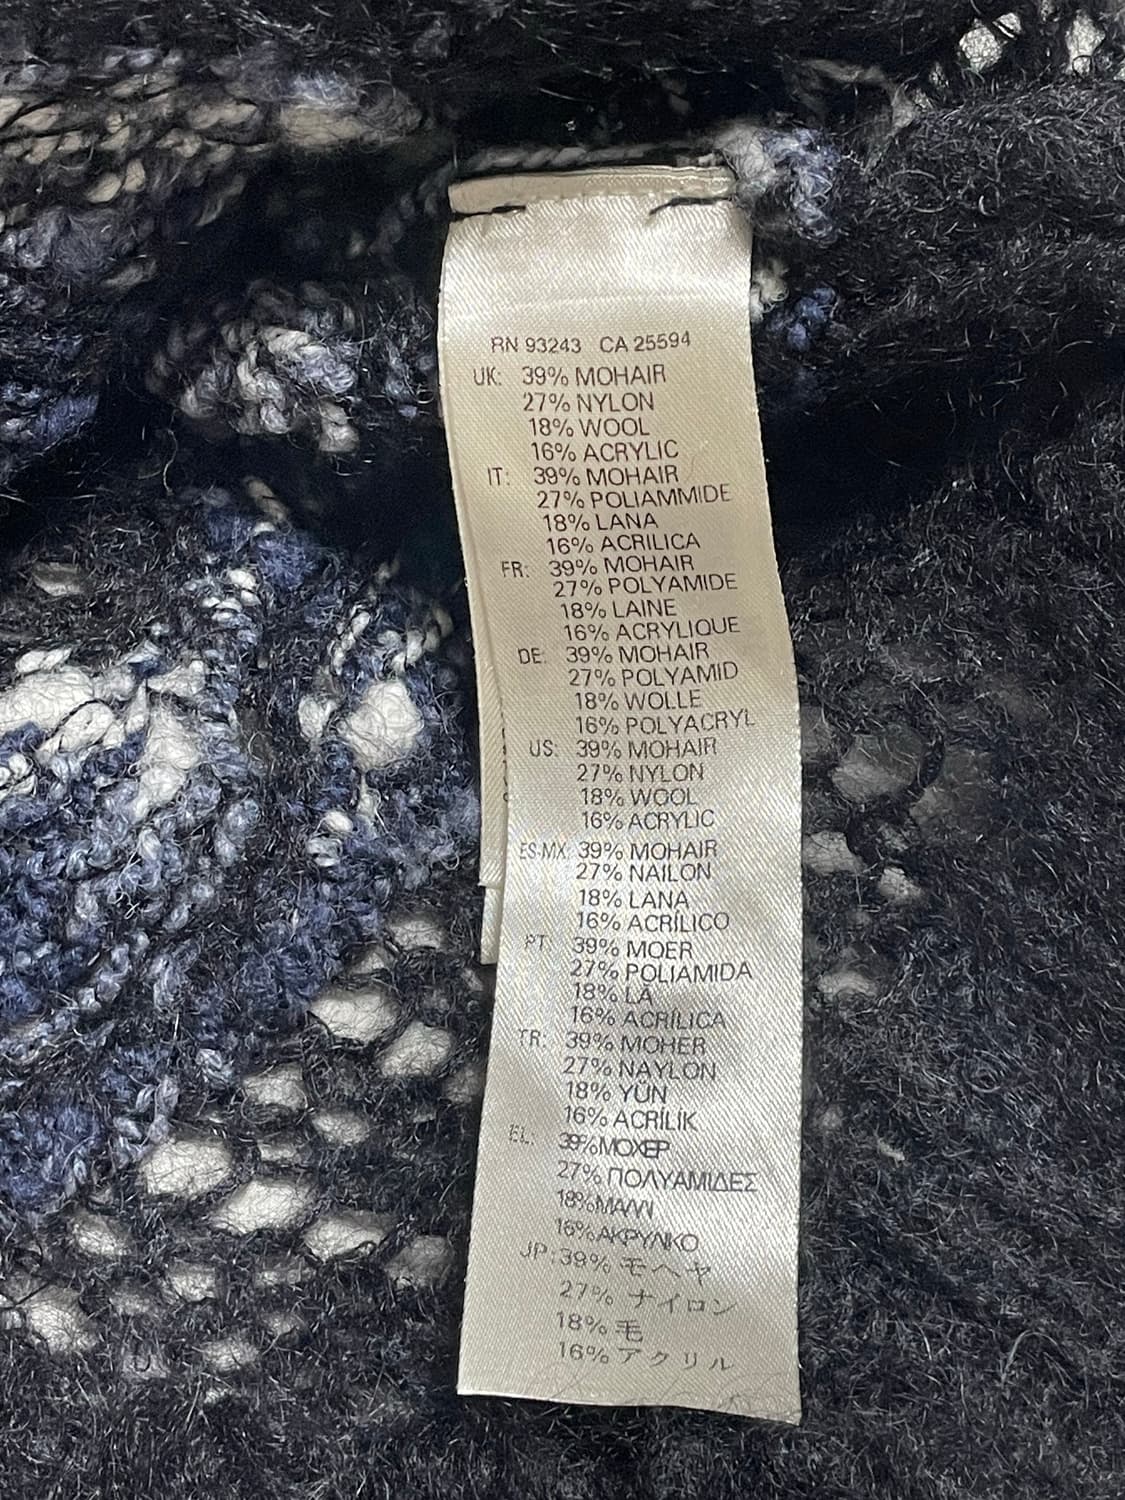 RN 93243 CA 25594
UK: 39% MOHAIR
27% NYLON
18% WOOL
16% ACRYLIC
IT: 39% MOHAIR
27% POLIAMMIDE
18% LANA
16% ACRILICA
FR: 39% MOHAIR
27% POLYAMIDE
18% LAINE
16% ACRYLIQUE
DE: 39% MOHAIR
27% POLYAMID
18% WOLLE
16% POLYACRYL
US: 39% MOHAIR
27% NYLON
18% WOOL
16% ACRYLIC
ES-MX: 39% MOHAIR
27% NAILON
18% LANA
16% ACRÍLICO
PT: 39% MOER
27% POLIAMIDA
18% LA
16% ACRÍLICA
TR: 39% MOHER
27% NAYLON
18% YÜN
16% ACRİLİK
EL: 39% ΜΟΧΕΡ
27% ΠΟΛΥΑΜΙΔΕΣ
18% ΜΑΛΛΙ
16% ΑΚΡΥΛΙΚΟ
JP: 39% モヘヤ
27% ナイロン
18% 毛
16% アクリル